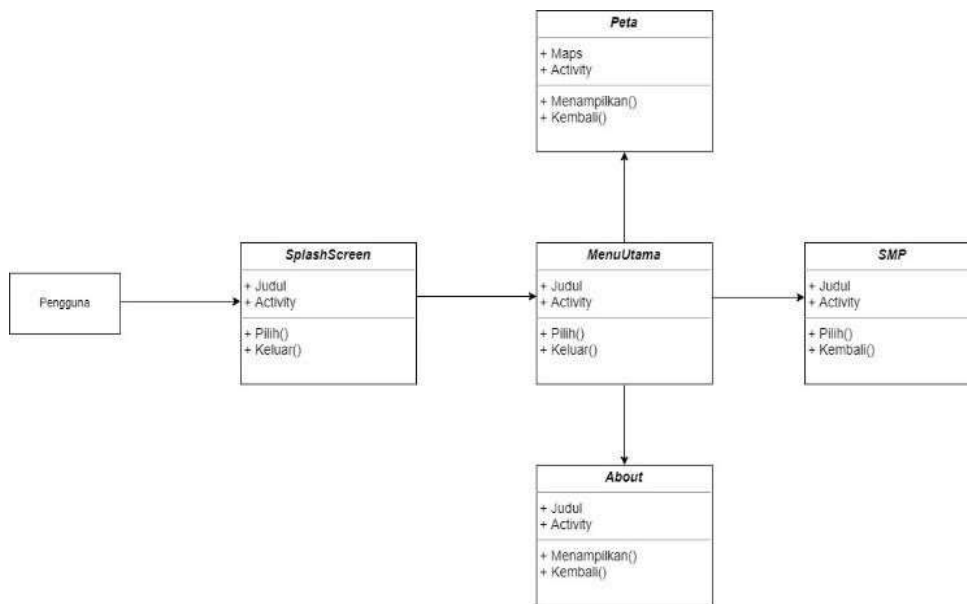 Peta
+ Maps
+ Activity
+ Menampilkan()
+ Kembali()
Pengguna
SplashScreen
+ Judul
+ Activity
+ Pilih()
+ Keluar()
MenuUtama
+ Judul
+ Activity
+ Pilih()
+ Keluar()
SMP
+ Judul
+ Activity
+ Pilih()
+ Kembali()
About
+ Judul
+ Activity
+ Menampilkan()
+ Kembali()